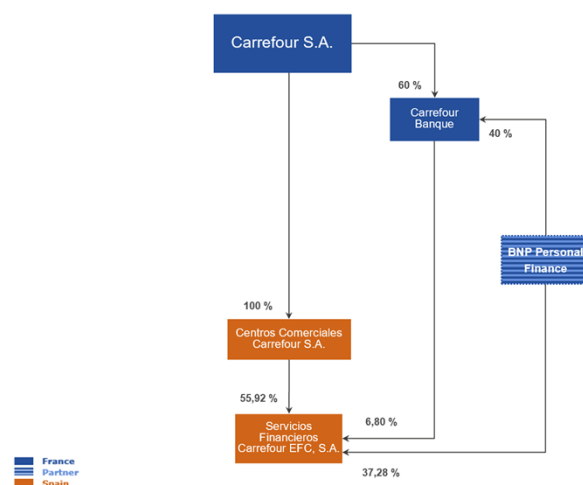 Carrefour S.A.
60 %
Carrefour
Banque
40 %
BNP Personal
Finance
100 %
Centros Comerciales
Carrefour S.A.
55,92 %
Servicios
Financieros
Carrefour EFC, S.A.
6,80 %
37,28 %
France
Partner
Spain